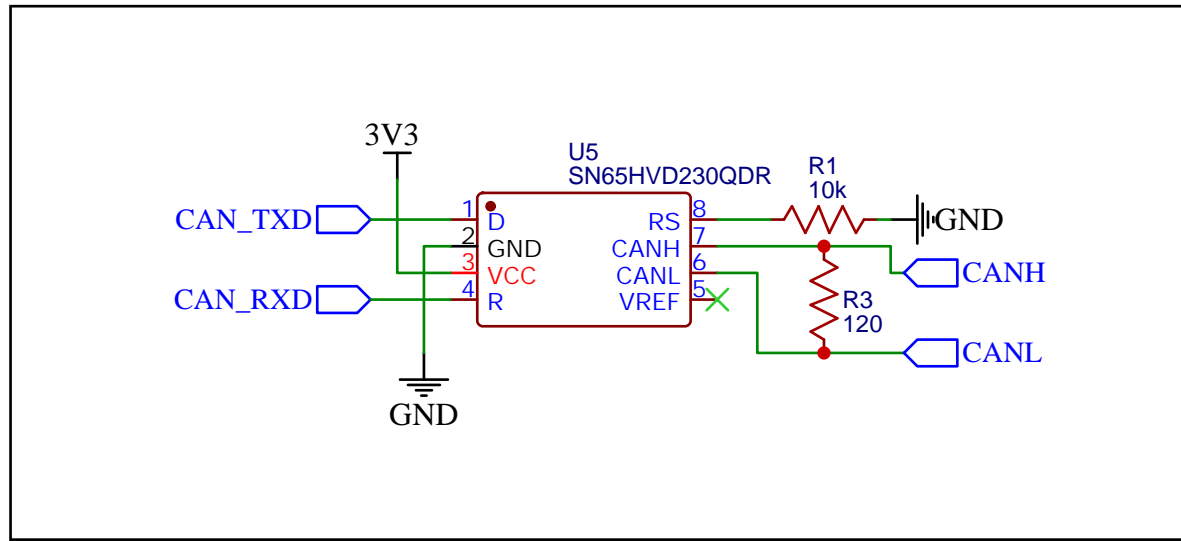 3V3
U5
SN65HVD230QDR
R1
10k
CAN_TXD
1
D
RS
8
GND
2
GND
CANH
7
3
VCC
CANL
6
CANH
CAN_RXD
4
R
VREF
5
R3
120
CANL
GND